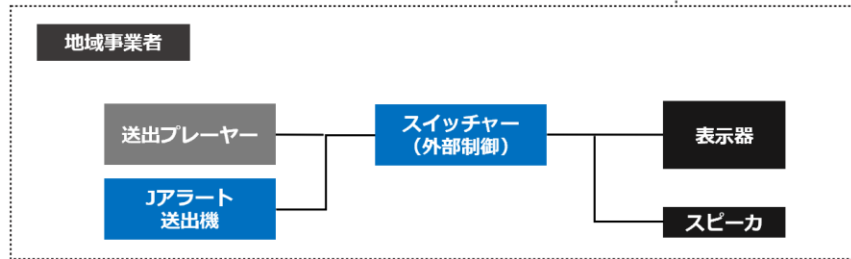 地域事業者
送出プレーヤー
スイッチャー
（外部制御）
表示器
Jアラート
送出機
スピーカ